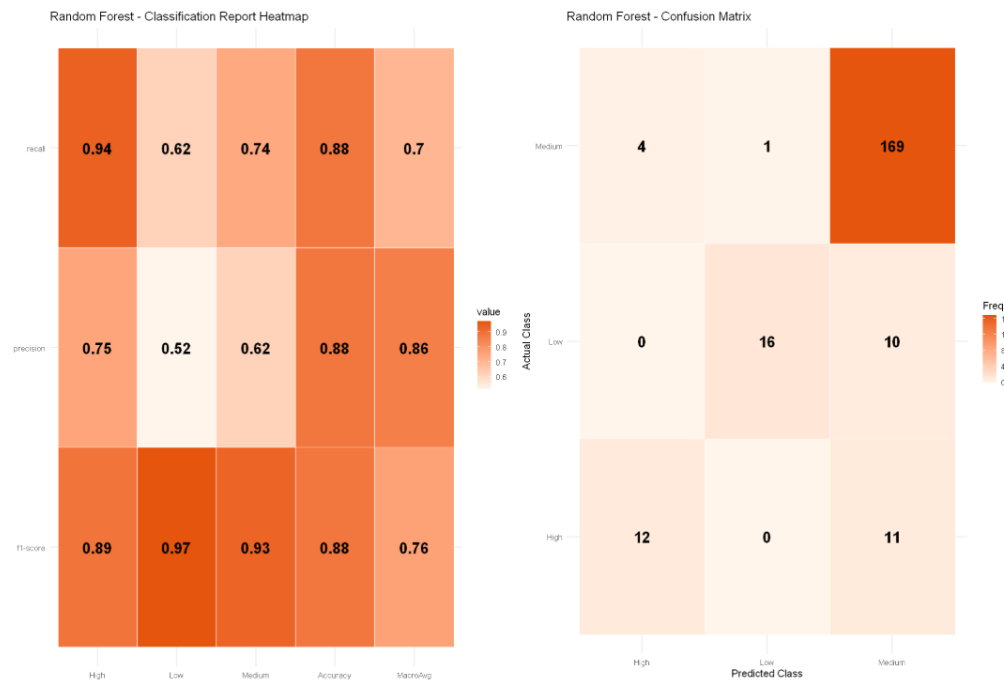 Random Forest - Classification Report Heatmap
recall
0.94 0.62 0.74 0.88 0.7
precision
0.75 0.52 0.62 0.88 0.86
f1-score
0.89 0.97 0.93 0.88 0.76
High Low Medium Accuracy MacroAvg
value
0.9
0.8
0.7
0.6
Random Forest - Confusion Matrix
Actual Class
Medium
4 1 169
Low
0 16 10
High
12 0 11
High Low Medium
Predicted Class
Freq